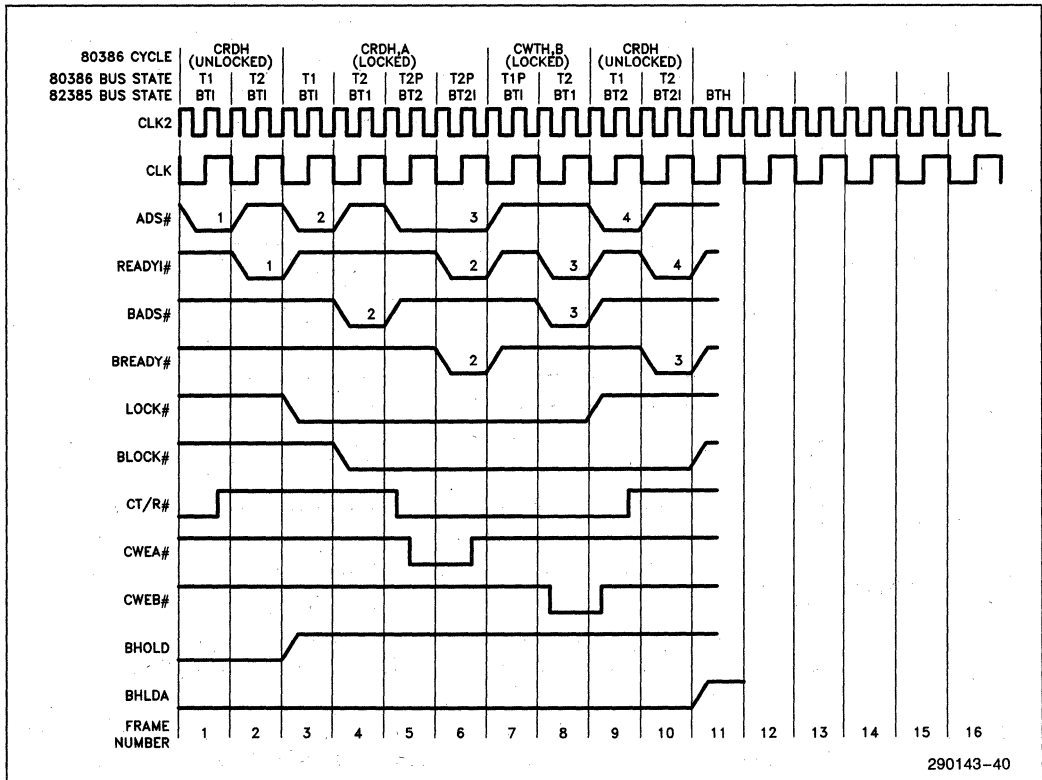 80386 CYCLE CRDH (UNLOCKED) CRDH,A (LOCKED) CWTH,B (LOCKED) CRDH (UNLOCKED)
80386 BUS STATE T1 T2 T1 T2 T2P T2P T1P T2 T1 T2
82385 BUS STATE BTI BTI BTI BT1 BT2 BT2I BTI BT1 BT2 BT2I BTH
CLK2
CLK
ADS# 1 2 3 4
READYI# 1 2 3 4
BADS# 2 3
BREADY# 2 3
LOCK#
BLOCK#
CT/R#
CWEA#
CWEB#
BHOLD
BHLDA
FRAME NUMBER 1 2 3 4 5 6 7 8 9 10 11 12 13 14 15 16
290143-40